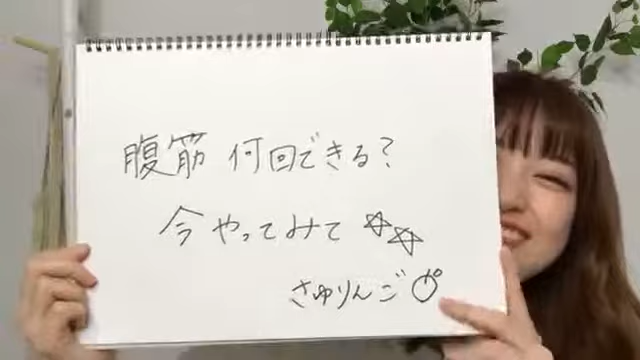 腹筋 何回できる?
今 やってみて ☆☆
さゆりんご